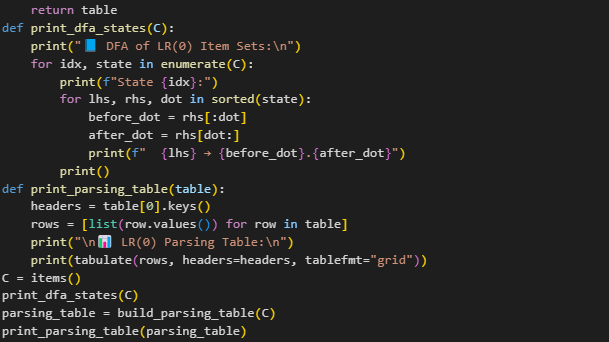 return table
def print_dfa_states(C):
    print("📘 DFA of LR(0) Item Sets:\n")
    for idx, state in enumerate(C):
        print(f"State {idx}:")
        for lhs, rhs, dot in sorted(state):
            before_dot = rhs[:dot]
            after_dot = rhs[dot:]
            print(f"  {lhs} → {before_dot}.{after_dot}")
        print()
def print_parsing_table(table):
    headers = table[0].keys()
    rows = [list(row.values()) for row in table]
    print("\n📊 LR(0) Parsing Table:\n")
    print(tabulate(rows, headers=headers, tablefmt="grid"))
C = items()
print_dfa_states(C)
parsing_table = build_parsing_table(C)
print_parsing_table(parsing_table)